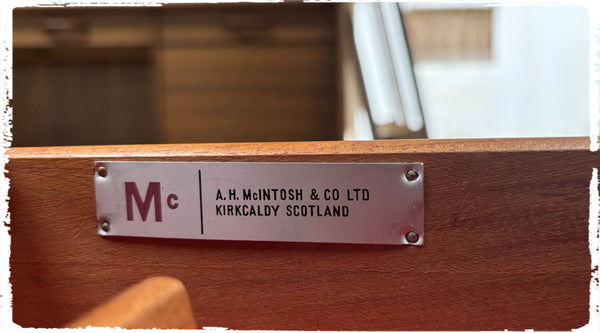 Mc
A.H. McINTOSH & CO LTD
KIRKCALDY SCOTLAND